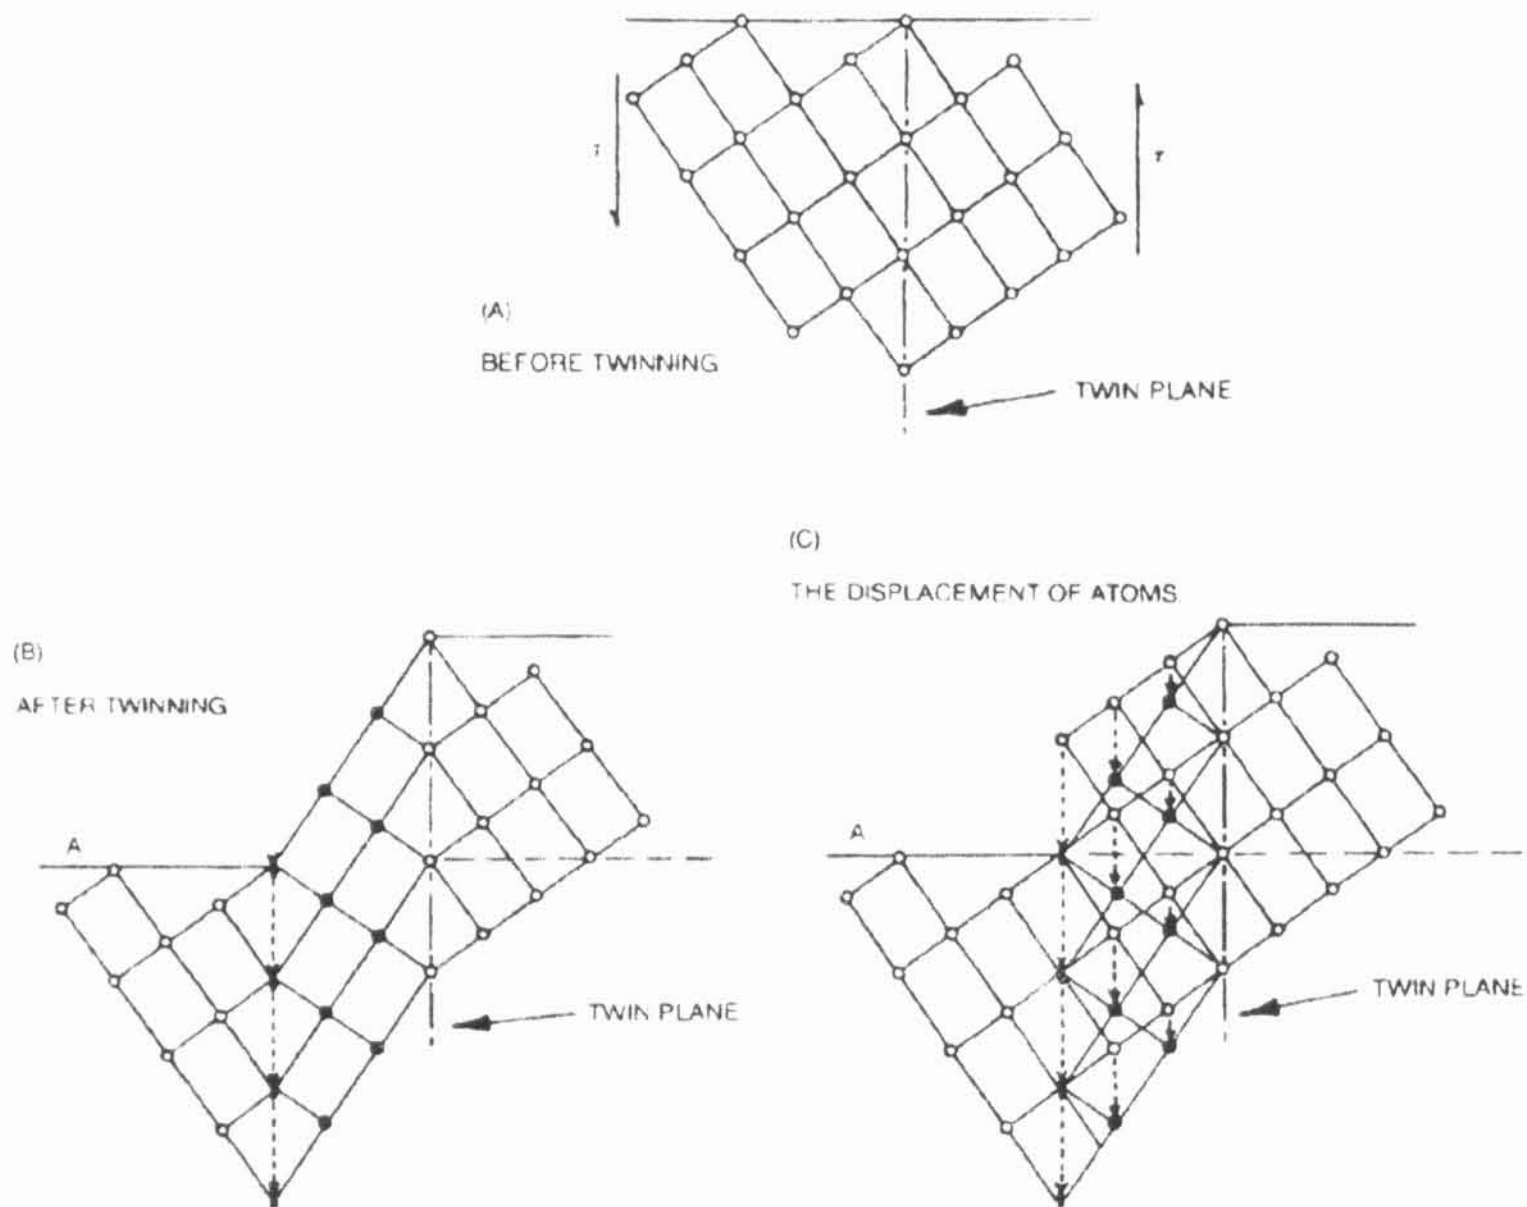 τ
τ
(A)
BEFORE TWINNING
TWIN PLANE
(C)
THE DISPLACEMENT OF ATOMS
(B)
AFTER TWINNING
A
TWIN PLANE
A
TWIN PLANE